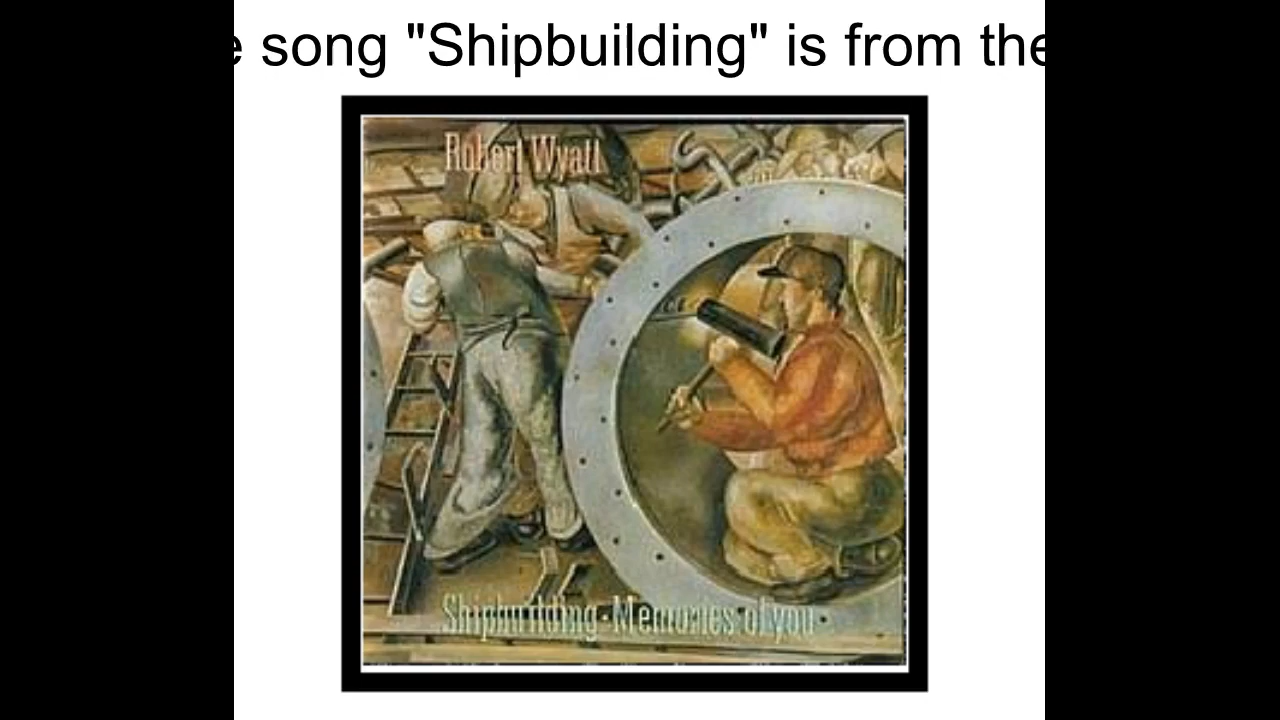 e song "Shipbuilding" is from the
Robert Wyatt
Shipbuilding · Memories of you